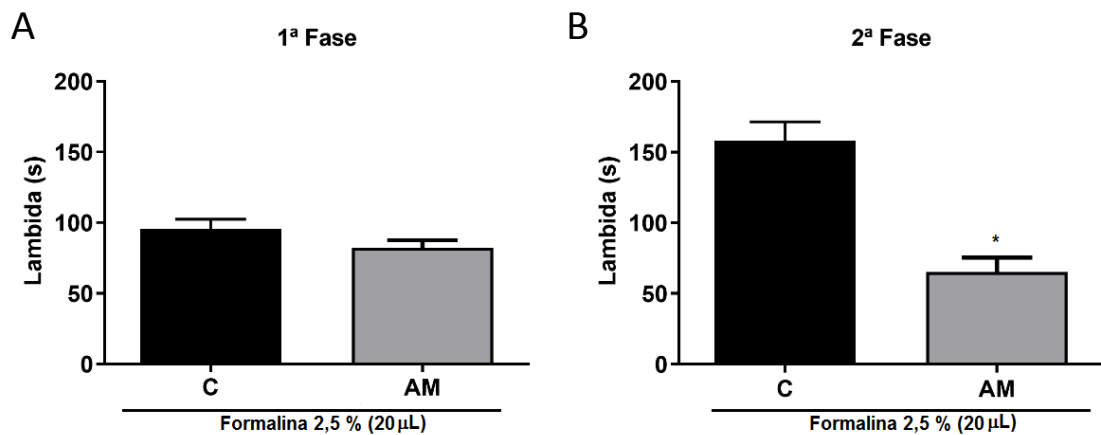 A
1ª Fase
Lambida (s)
200
150
100
50
0
C
AM
Formalina 2,5 % (20 µL)
B
2ª Fase
Lambida (s)
200
150
100
50
0
*
C
AM
Formalina 2,5 % (20 µL)